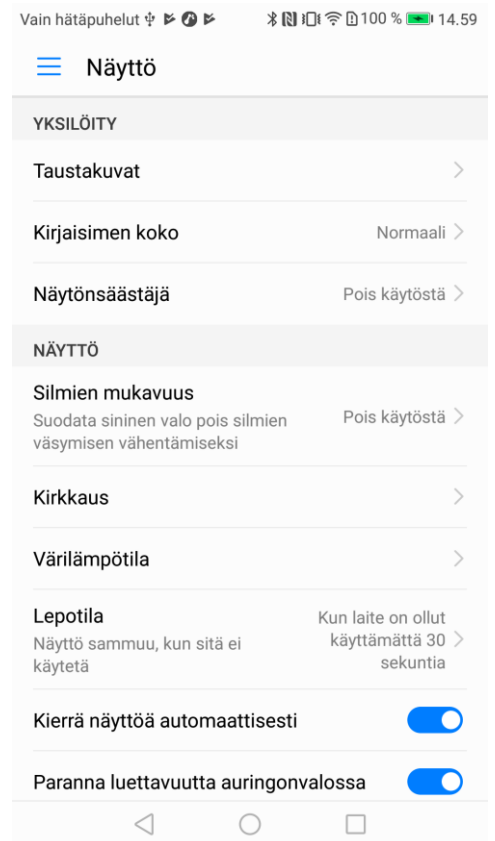 Vain hätäpuhelut 100 % 14.59
Näyttö
YKSILÖITY
Taustakuvat
Kirjaisimen koko Normaali
Näytönsäästäjä Pois käytöstä
NÄYTTÖ
Silmien mukavuus
Suodata sininen valo pois silmien
väsymisen vähentämiseksi
Pois käytöstä
Kirkkaus
Värilämpötila
Lepotila
Näyttö sammuu, kun sitä ei
käytetä
Kun laite on ollut
käyttämättä 30
sekuntia
Kierrä näyttöä automaattisesti
Paranna luettavuutta auringonvalossa